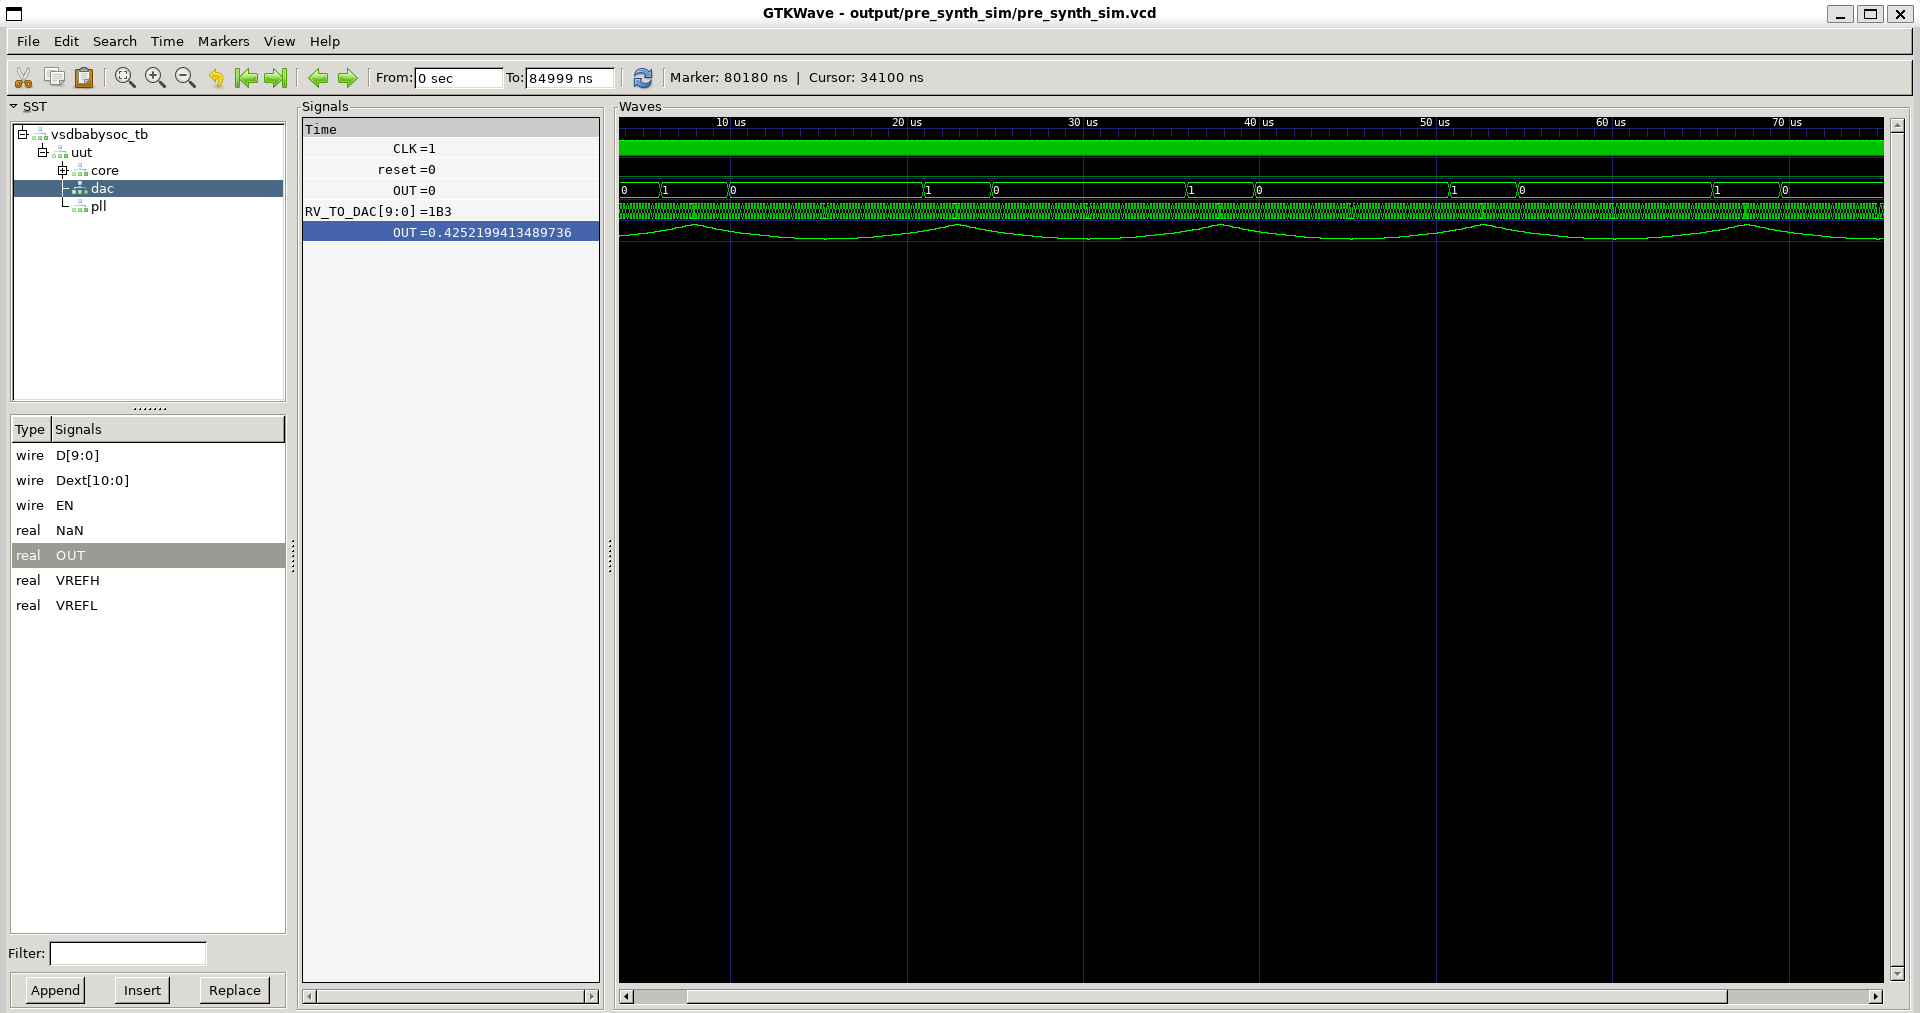 GTKWave - output/pre_synth_sim/pre_synth_sim.vcd
File Edit Search Time Markers View Help
From: 0 sec To: 84999 ns Marker: 80180 ns | Cursor: 34100 ns
SST
vsdbabysoc_tb
uut
core
dac
pll
Type Signals
wire D[9:0]
wire Dext[10:0]
wire EN
real NaN
real OUT
real VREFH
real VREFL
Filter:
Append Insert Replace
Signals
Time
CLK =1
reset =0
OUT =0
RV_TO_DAC[9:0] =1B3
OUT =0.4252199413489736
Waves
10 us 20 us 30 us 40 us 50 us 60 us 70 us
0 1 0 1 0 1 0 1 0 1 0